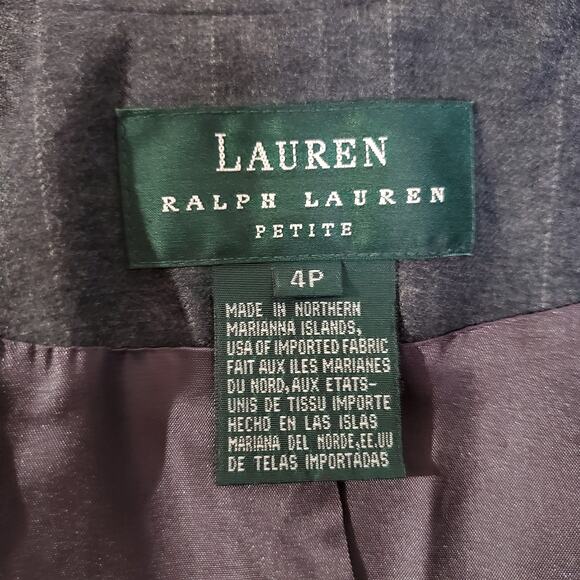 LAUREN
RALPH LAUREN
PETITE
4P
MADE IN NORTHERN
MARIANNA ISLANDS,
USA OF IMPORTED FABRIC
FAIT AUX ILES MARIANES
DU NORD,AUX ETATS-
UNIS DE TISSU IMPORTE
HECHO EN LAS ISLAS
MARIANA DEL NORDE,EE.UU
DE TELAS IMPORTADAS